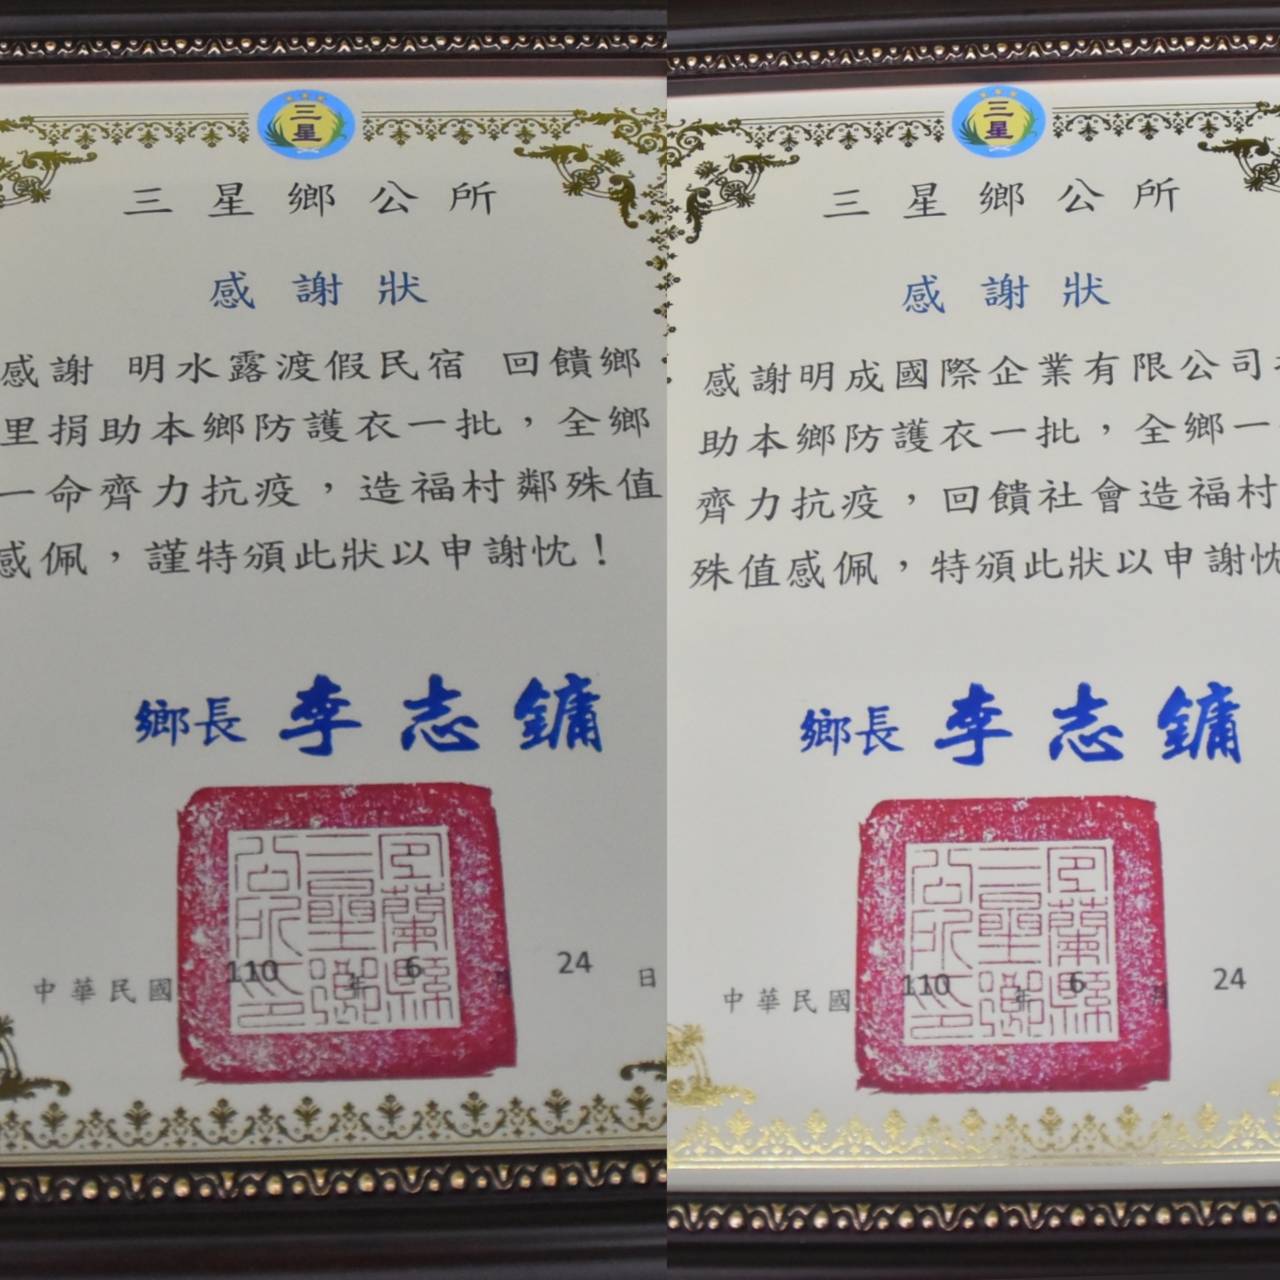 三星
三星鄉公所
感謝狀
感謝 明水露渡假民宿 回饋鄉
里捐助本鄉防護衣一批，全鄉
一命齊力抗疫，造福村鄰殊值
感佩，謹特頒此狀以申謝忱！
鄉長 李志鏞
宜蘭縣
三星鄉
公所印
中華民國 110 年 6 月 24 日
三星
三星鄉公所
感謝狀
感謝明成國際企業有限公司
助本鄉防護衣一批，全鄉一
齊力抗疫，回饋社會造福村
殊值感佩，特頒此狀以申謝忱
鄉長 李志鏞
宜蘭縣
三星鄉
公所印
中華民國 110 年 6 月 24